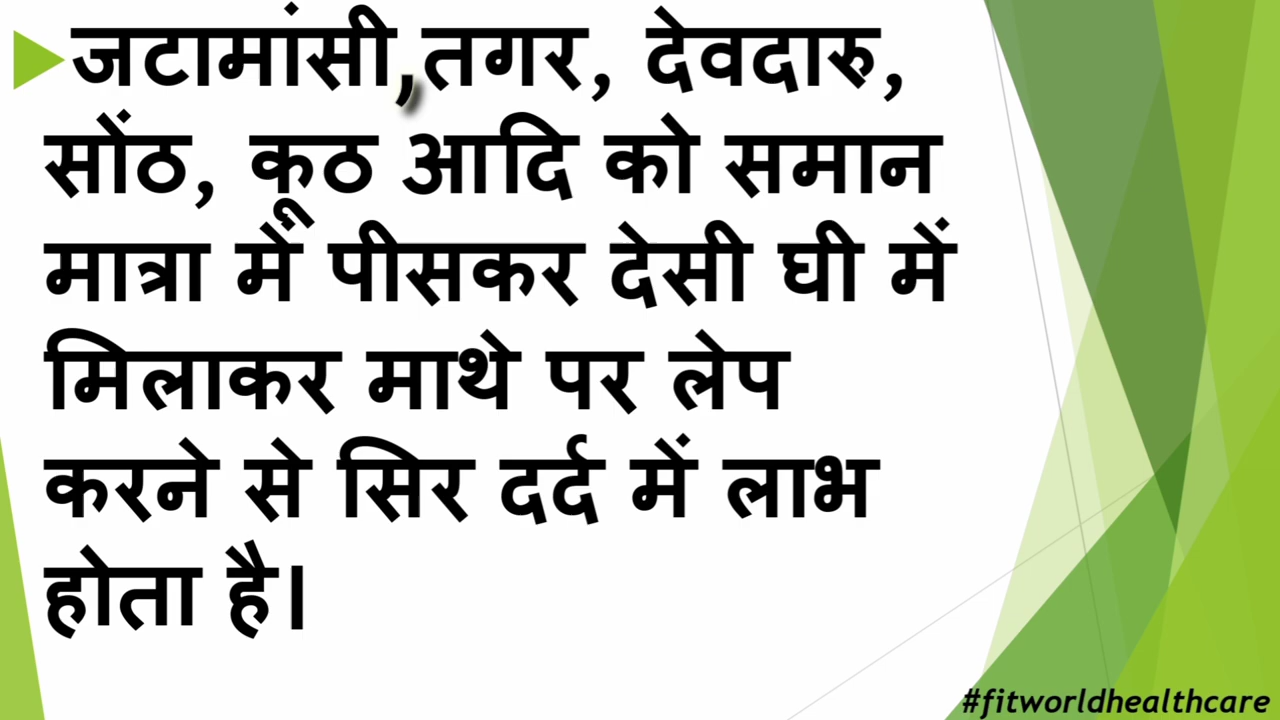 जटामांसी,तगर, देवदारु,
सोंठ, कूठ आदि को समान
मात्रा में पीसकर देसी घी में
मिलाकर माथे पर लेप
करने से सिर दर्द में लाभ
होता है।
#fitworldhealthcare